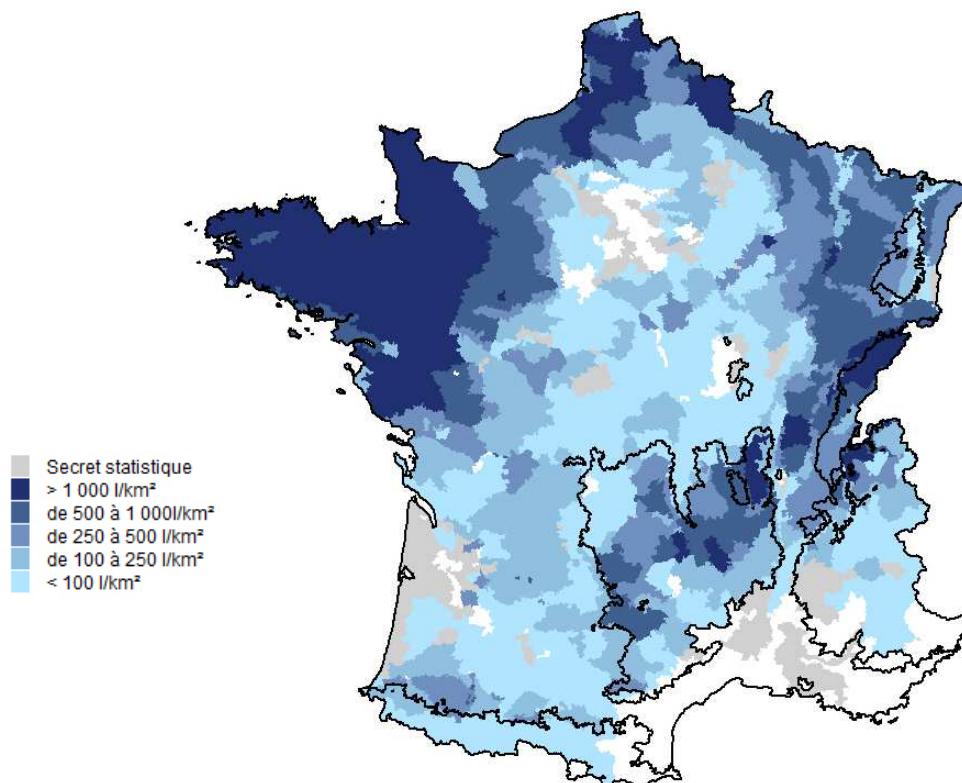 Secret statistique
> 1 000 l/km²
de 500 à 1 000l/km²
de 250 à 500 l/km²
de 100 à 250 l/km²
< 100 l/km²